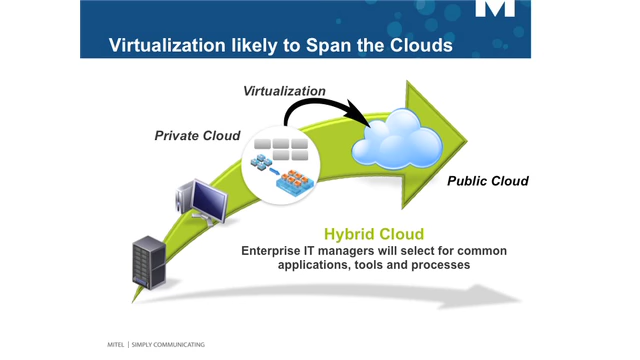 Virtualization likely to Span the Clouds
Virtualization
Private Cloud
Public Cloud
Hybrid Cloud
Enterprise IT managers will select for common
applications, tools and processes
MITEL | SIMPLY COMMUNICATING